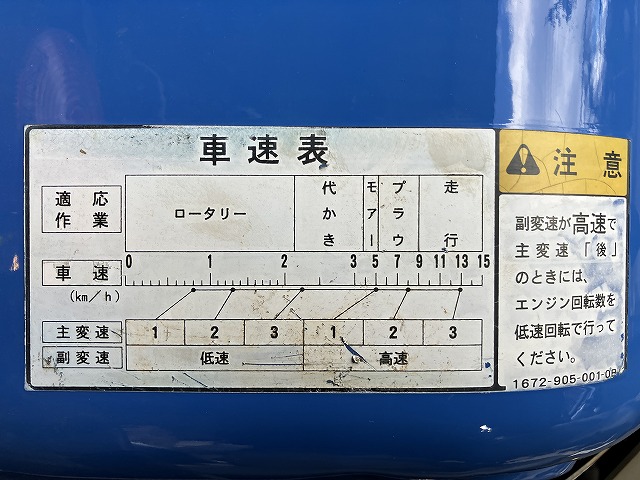 車速表
適応
作業
ロータリー
代かき
モアー
プラウ
走行
車速
(km/h)
0 1 2 3 5 7 9 11 13 15
主変速 1 2 3 1 2 3
副変速 低速 高速
注意
副変速が高速で
主変速「後」
のときには、
エンジン回転数を
低速回転で行って
ください。
1672-905-001-0B